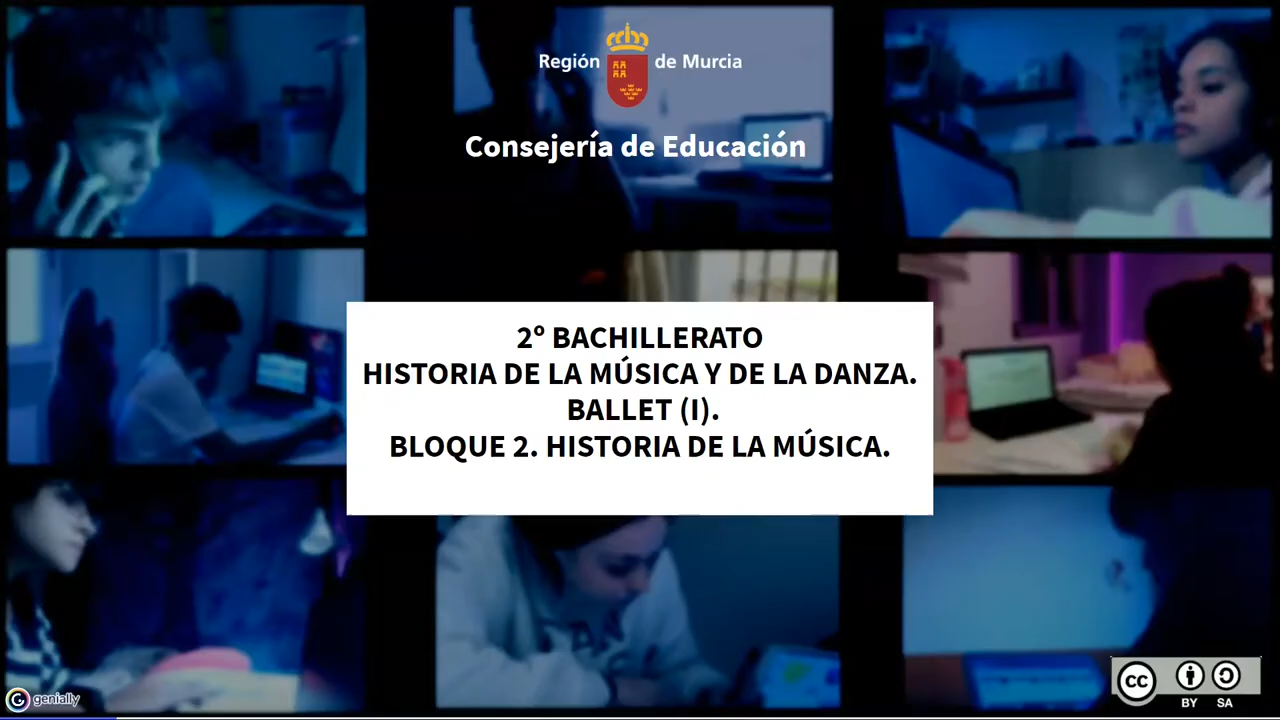 Región de Murcia
Consejería de Educación
2º BACHILLERATO
HISTORIA DE LA MÚSICA Y DE LA DANZA.
BALLET (I).
BLOQUE 2. HISTORIA DE LA MÚSICA.
genially
CC
BY SA